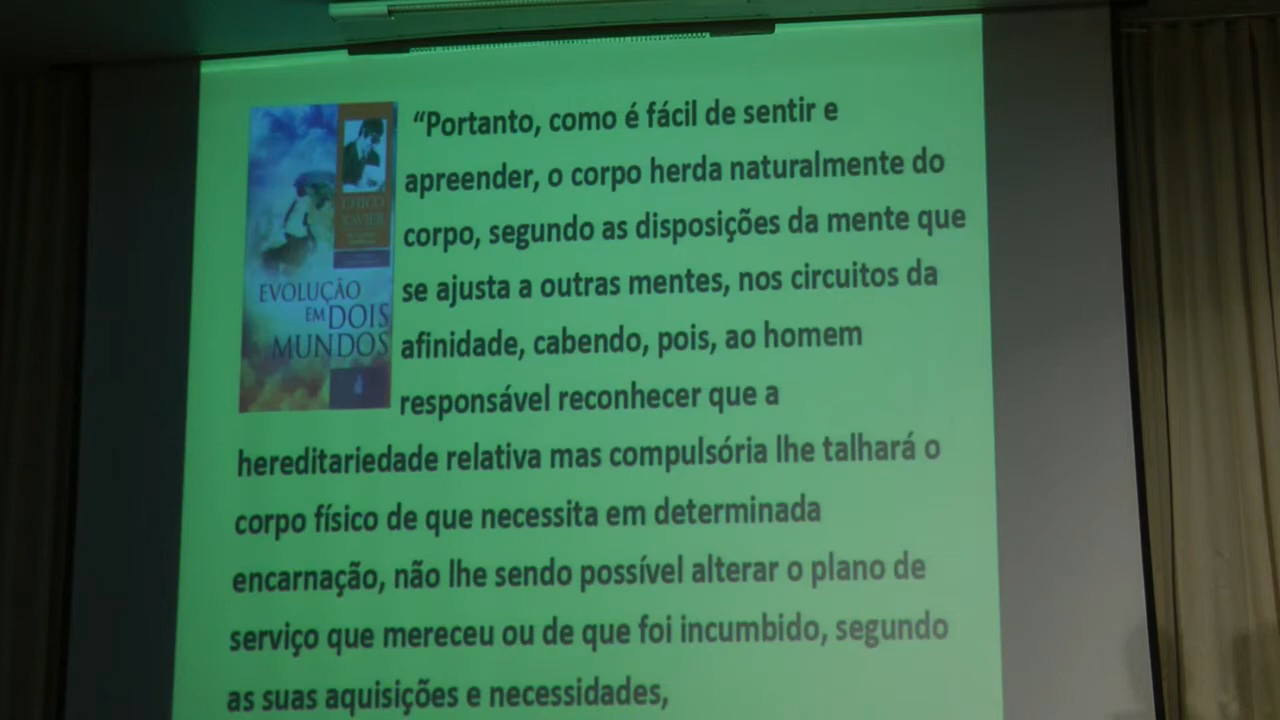 “Portanto, como é fácil de sentir e
apreender, o corpo herda naturalmente do
corpo, segundo as disposições da mente que
se ajusta a outras mentes, nos circuitos da
afinidade, cabendo, pois, ao homem
responsável reconhecer que a
hereditariedade relativa mas compulsória lhe talhará o
corpo físico de que necessita em determinada
encarnação, não lhe sendo possível alterar o plano de
serviço que mereceu ou de que foi incumbido, segundo
as suas aquisições e necessidades,
CHICO
XAVIER
EVOLUÇÃO
EM DOIS
MUNDOS